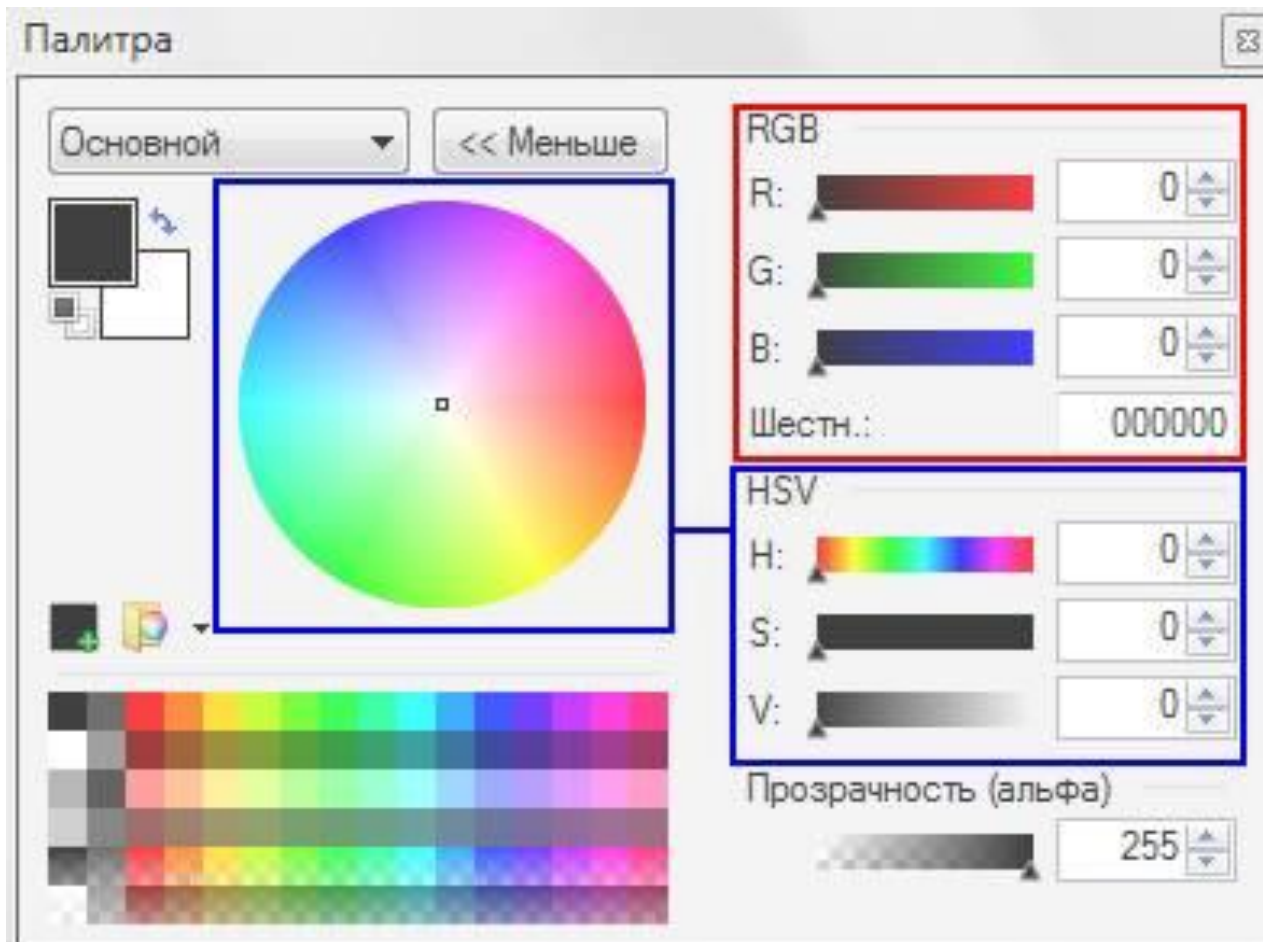 Палитра
Основной
<< Меньше
RGB
R: 0
G: 0
B: 0
Шестн.: 000000
HSV
H: 0
S: 0
V: 0
Прозрачность (альфа)
255